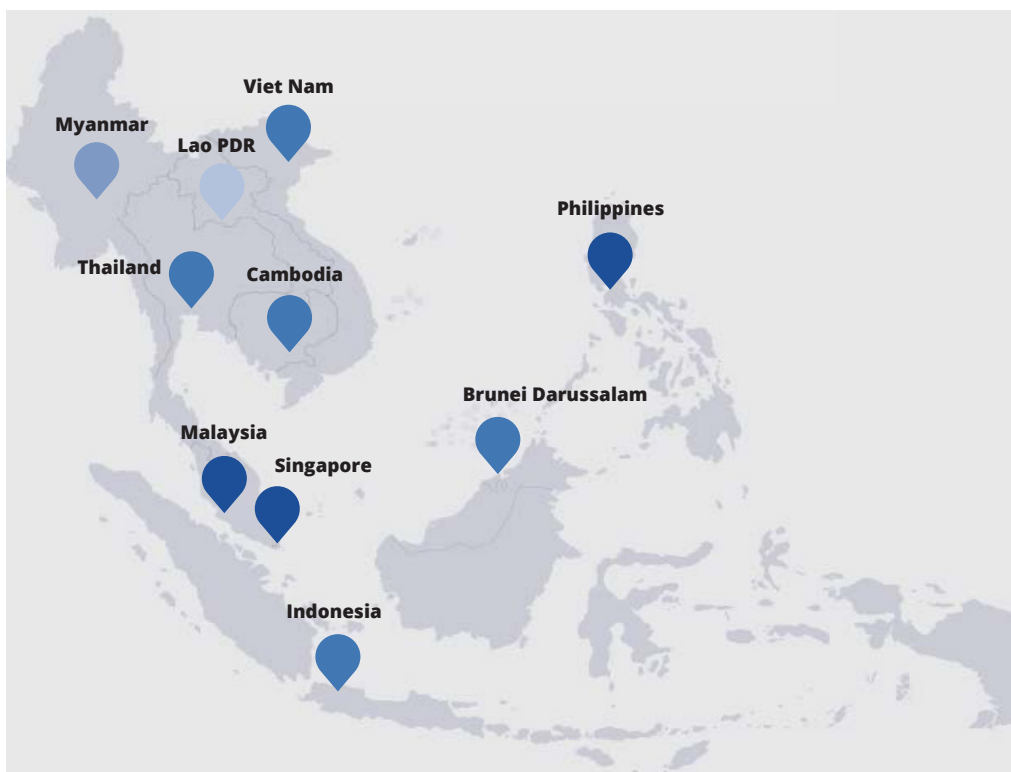 Viet Nam
Myanmar
Lao PDR
Philippines
Thailand
Cambodia
Brunei Darussalam
Malaysia
Singapore
Indonesia